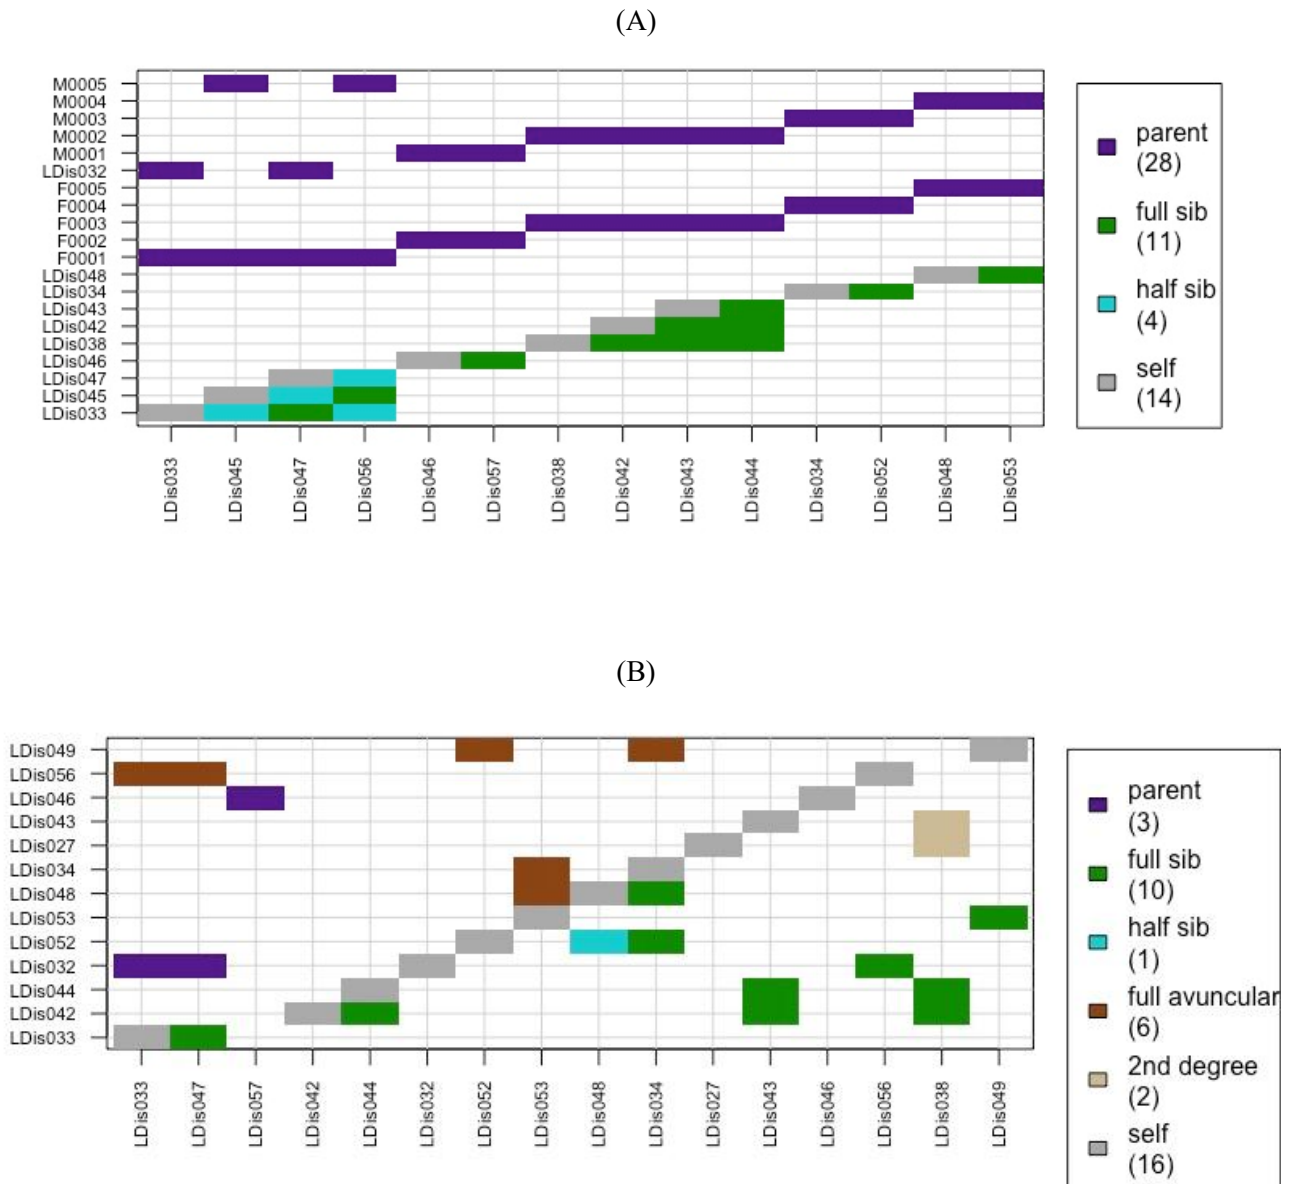 (A)
M0005
M0004
M0003
M0002
M0001
LDis032
F0005
F0004
F0003
F0002
F0001
LDis048
LDis034
LDis043
LDis042
LDis038
LDis046
LDis047
LDis045
LDis033
LDis033 LDis045 LDis047 LDis056 LDis046 LDis057 LDis038 LDis042 LDis043 LDis044 LDis034 LDis052 LDis048 LDis053
parent
(28)
full sib
(11)
half sib
(4)
self
(14)
(B)
LDis049
LDis056
LDis046
LDis043
LDis027
LDis034
LDis048
LDis053
LDis052
LDis032
LDis044
LDis042
LDis033
LDis033 LDis047 LDis057 LDis042 LDis044 LDis032 LDis052 LDis053 LDis048 LDis034 LDis027 LDis043 LDis046 LDis056 LDis038 LDis049
parent
(3)
full sib
(10)
half sib
(1)
full avuncular
(6)
2nd degree
(2)
self
(16)